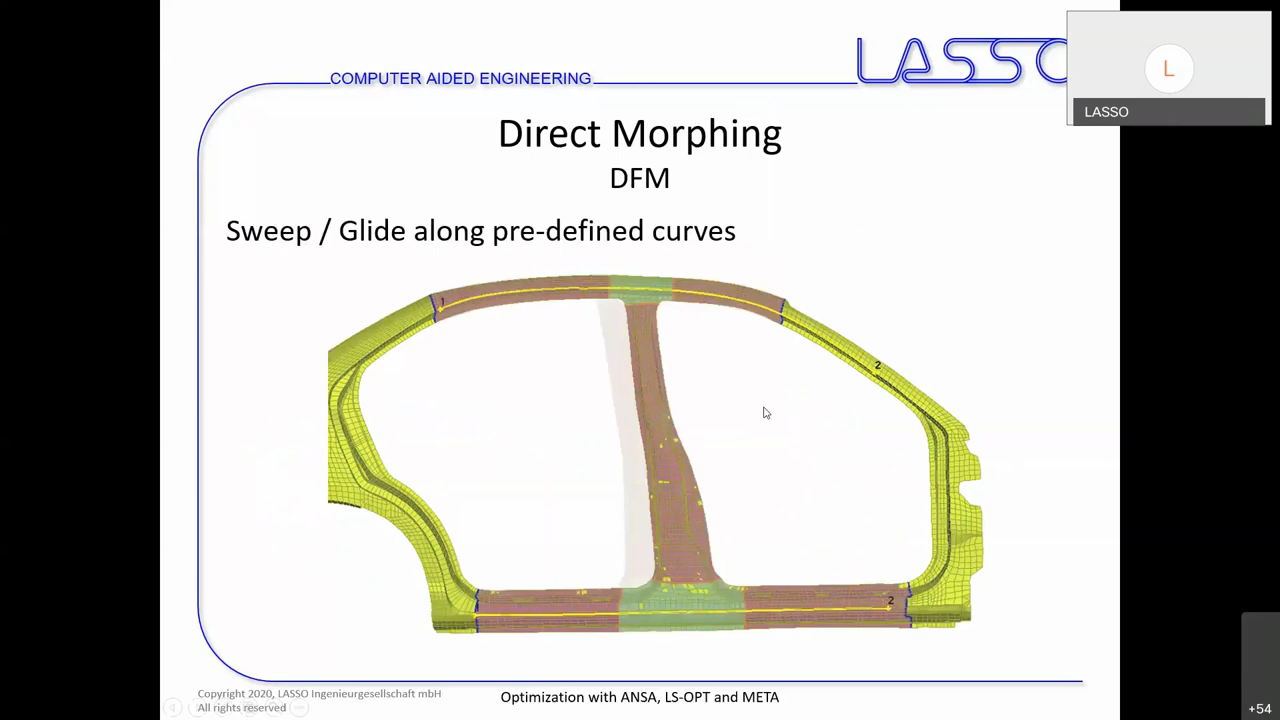 LASSO
L
COMPUTER AIDED ENGINEERING
LASSO
Direct Morphing
DFM
Sweep / Glide along pre-defined curves
1
2
2
Copyright 2020, LASSO Ingenieurgesellschaft mbH
All rights reserved
Optimization with ANSA, LS-OPT and META
+54